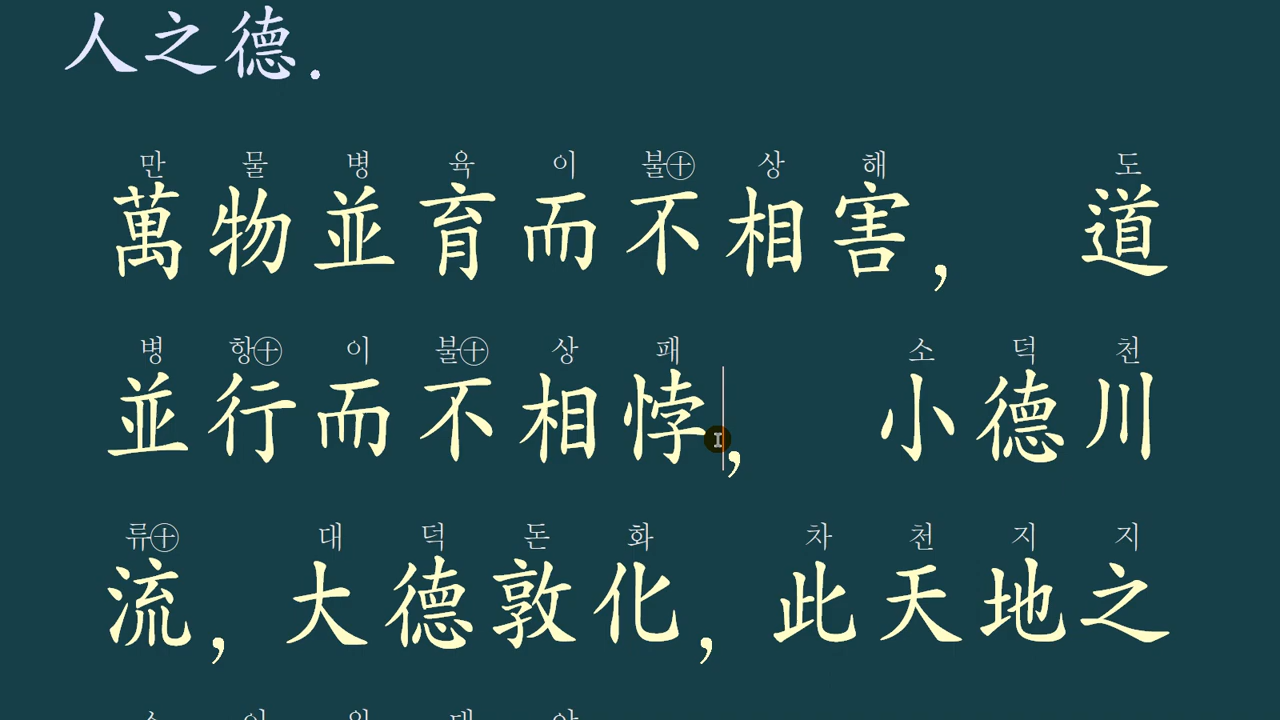 人之德.
만 물 병 육 이 불㊉ 상 해 도
萬物並育而不相害, 道
병 항㊉ 이 불㊉ 상 패 소 덕 천
並行而不相悖, 小德川
류㊉ 대 덕 돈 화 차 천 지 지
流, 大德敦化, 此天地之